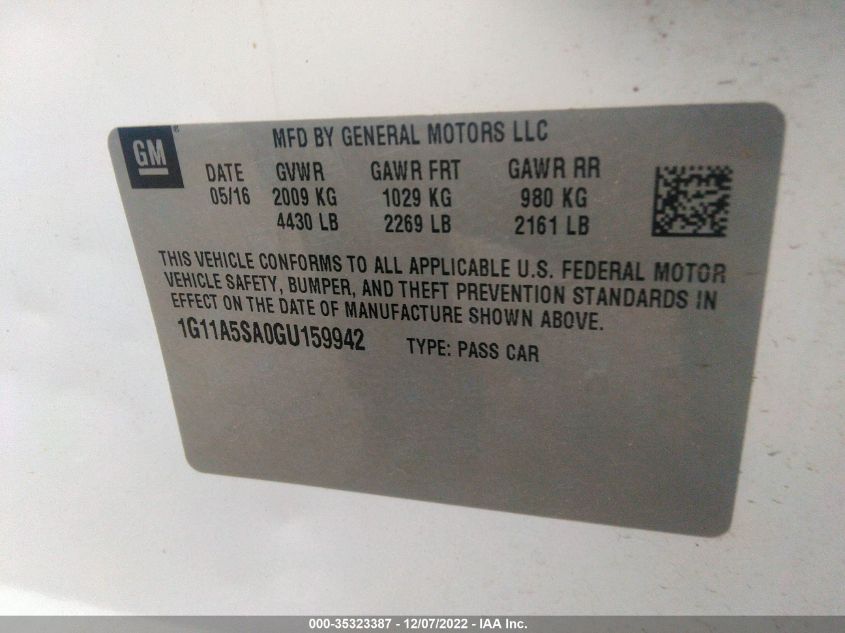 GM®
MFD BY GENERAL MOTORS LLC
DATE GVWR GAWR FRT GAWR RR
05/16 2009 KG 1029 KG 980 KG
4430 LB 2269 LB 2161 LB
THIS VEHICLE CONFORMS TO ALL APPLICABLE U.S. FEDERAL MOTOR
VEHICLE SAFETY, BUMPER, AND THEFT PREVENTION STANDARDS IN
EFFECT ON THE DATE OF MANUFACTURE SHOWN ABOVE.
1G11A5SA0GU159942 TYPE: PASS CAR
000-35323387 - 12/07/2022 - IAA Inc.